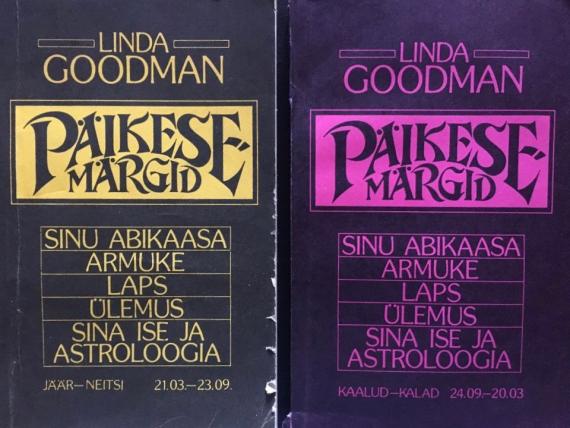 LINDA
GOODMAN
PÄIKESE-
MÄRGID
SINU ABIKAASA
ARMUKE
LAPS
ÜLEMUS
SINA ISE JA
ASTROLOOGIA
JÄÄR—NEITSI 21.03.—23.09.
LINDA
GOODMAN
PÄIKESE-
MÄRGID
SINU ABIKAASA
ARMUKE
LAPS
ÜLEMUS
SINA ISE JA
ASTROLOOGIA
KAALUD—KALAD 24.09.-20.03